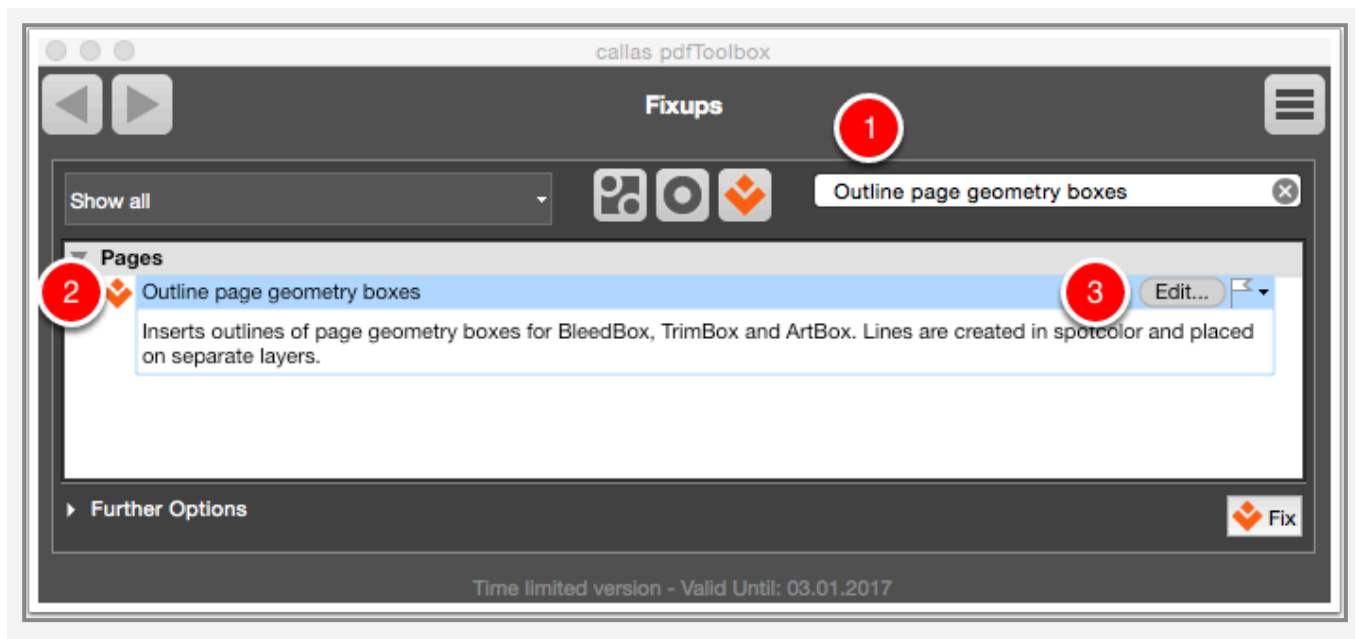 callas pdfToolbox
Fixups
1
Show all
Outline page geometry boxes
Pages
2
Outline page geometry boxes
3
Edit...
Inserts outlines of page geometry boxes for BleedBox, TrimBox and ArtBox. Lines are created in spotcolor and placed
on separate layers.
Further Options
Fix
Time limited version - Valid Until: 03.01.2017